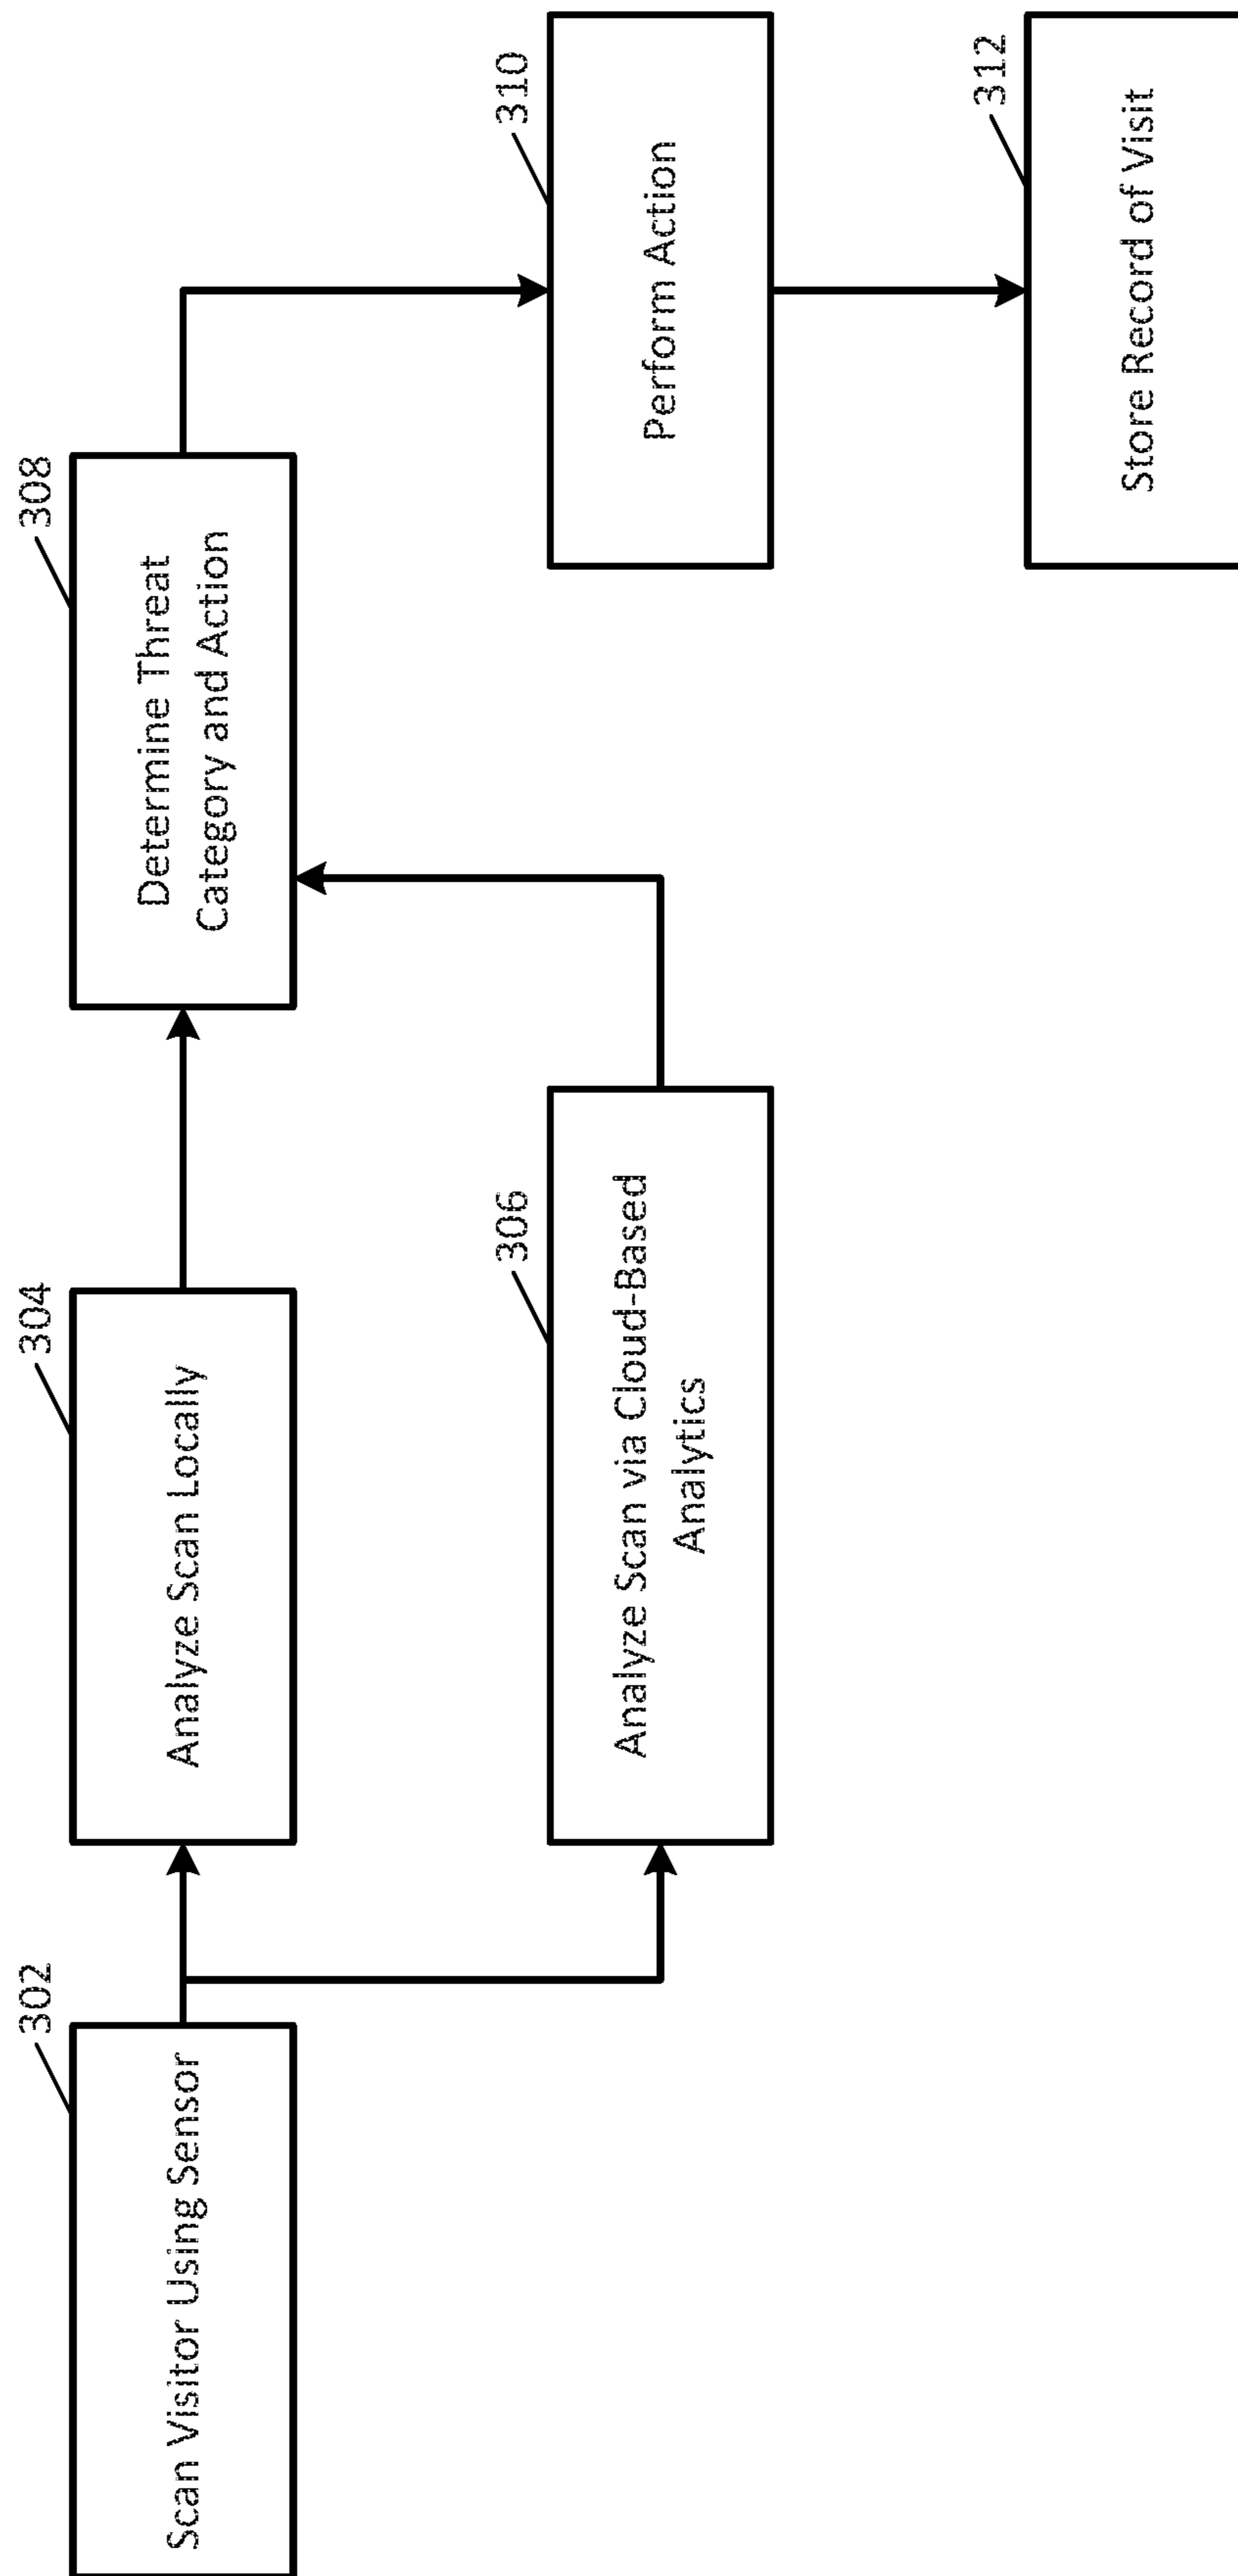 302
Scan Visitor Using Sensor
304
Analyze Scan Locally
306
Analyze Scan via Cloud-Based
Analytics
308
Determine Threat
Category and Action
310
Perform Action
312
Store Record of Visit